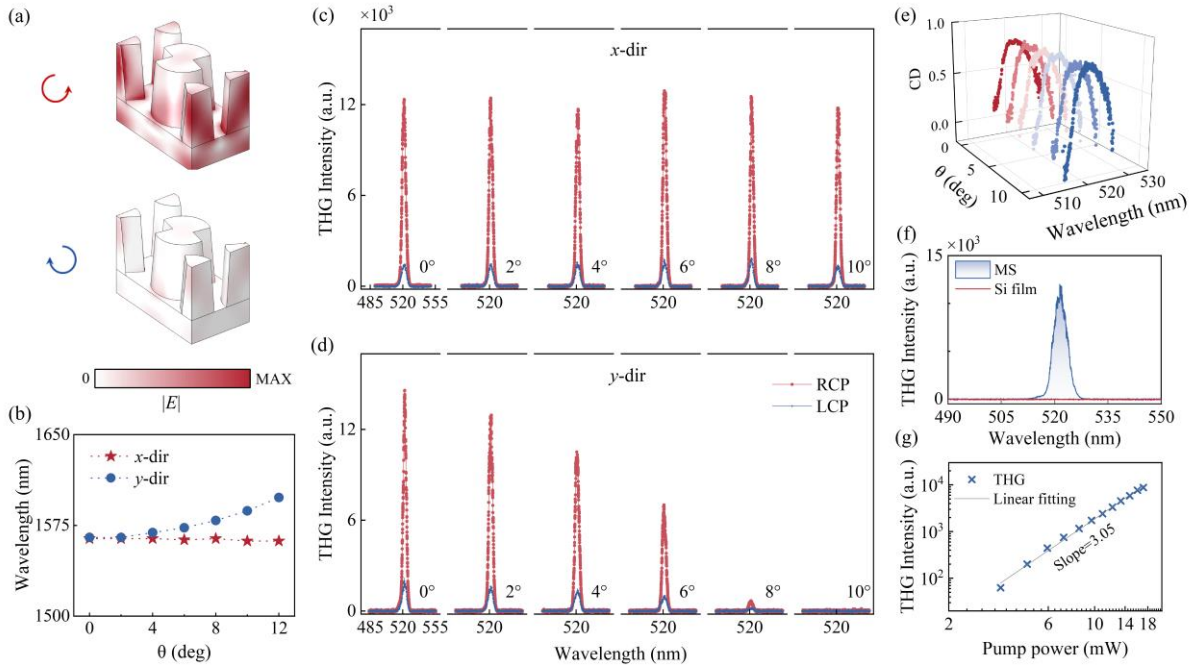 (a)
0
MAX
|E|
(b)
1650
1575
1500
Wavelength (nm)
x-dir
y-dir
0
4
8
12
θ (deg)
(c)
×10³
x-dir
12
6
0
THG Intensity (a.u.)
0°
2°
4°
6°
8°
10°
485 520 555
520
520
520
520
520
(d)
y-dir
RCP
LCP
12
6
0
THG Intensity (a.u.)
0°
2°
4°
6°
8°
10°
485 520 555
520
520
520
520
520
Wavelength (nm)
(e)
1.0
0.5
0.0
CD
0
5
10
θ (deg)
510
520
530
Wavelength (nm)
(f)
×10³
15
0
THG Intensity (a.u.)
MS
Si film
490
505
520
535
550
Wavelength (nm)
(g)
10⁴
10³
10²
THG Intensity (a.u.)
THG
Linear fitting
Slope=3.05
2
6
10
14
18
Pump power (mW)